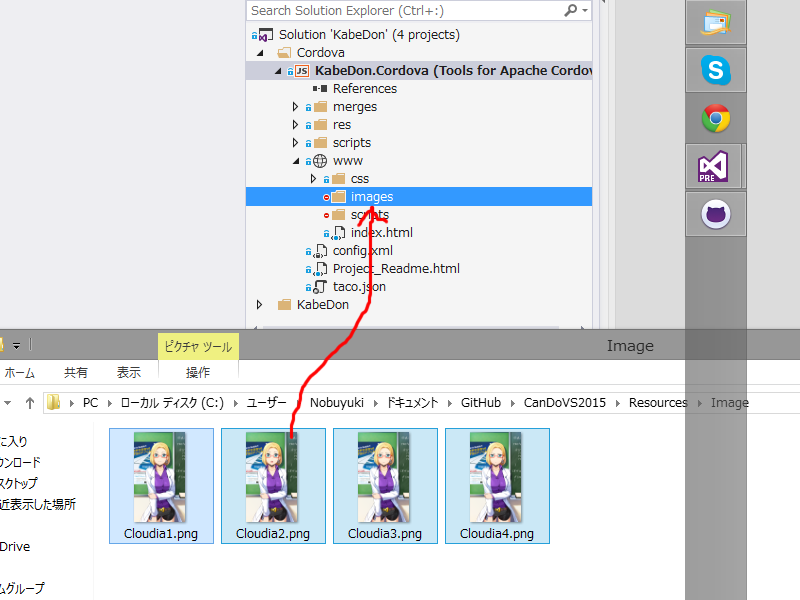 Search Solution Explorer (Ctrl+:)
Solution 'KabeDon' (4 projects)
Cordova
JS KabeDon.Cordova (Tools for Apache Cordov
References
merges
res
scripts
www
css
images
scripts
index.html
config.xml
Project_Readme.html
taco.json
KabeDon
S
PRE
ピクチャ ツール
Image
ホーム 共有 表示 操作
PC ローカル ディスク (C:) ユーザー Nobuyuki ドキュメント GitHub CanDoVS2015 Resources Image
に入り
ウンロード
スクトップ
近表示した場所
Drive
ムグループ
Cloudia1.png Cloudia2.png Cloudia3.png Cloudia4.png